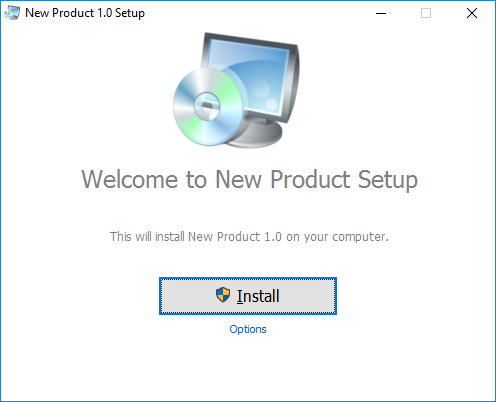 New Product 1.0 Setup
Welcome to New Product Setup
This will install New Product 1.0 on your computer.
Install
Options